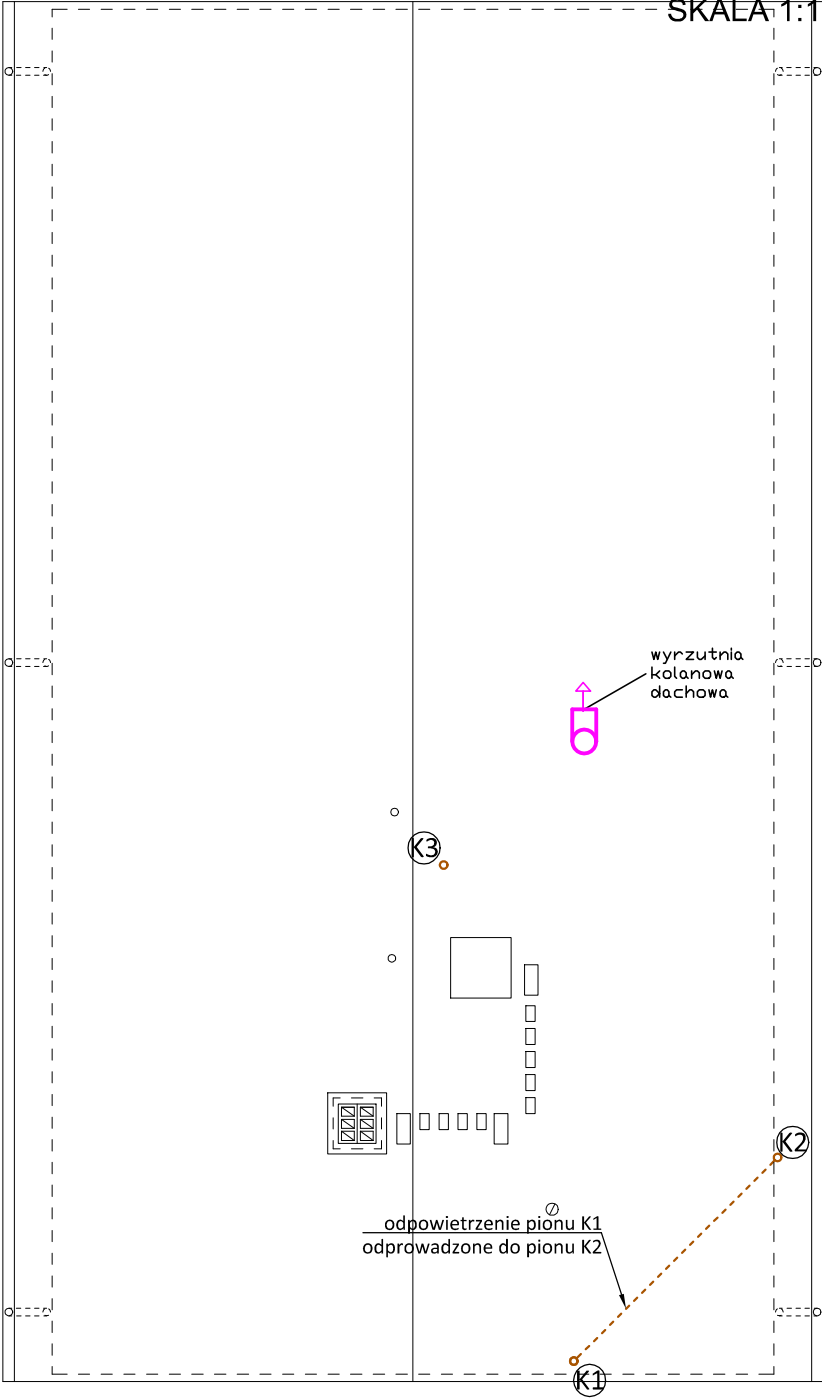 SKALA 1:1
wyrzutnia
kolanowa
dachowa
K3
K2
odpowietrzenie pionu K1
odprowadzone do pionu K2
K1